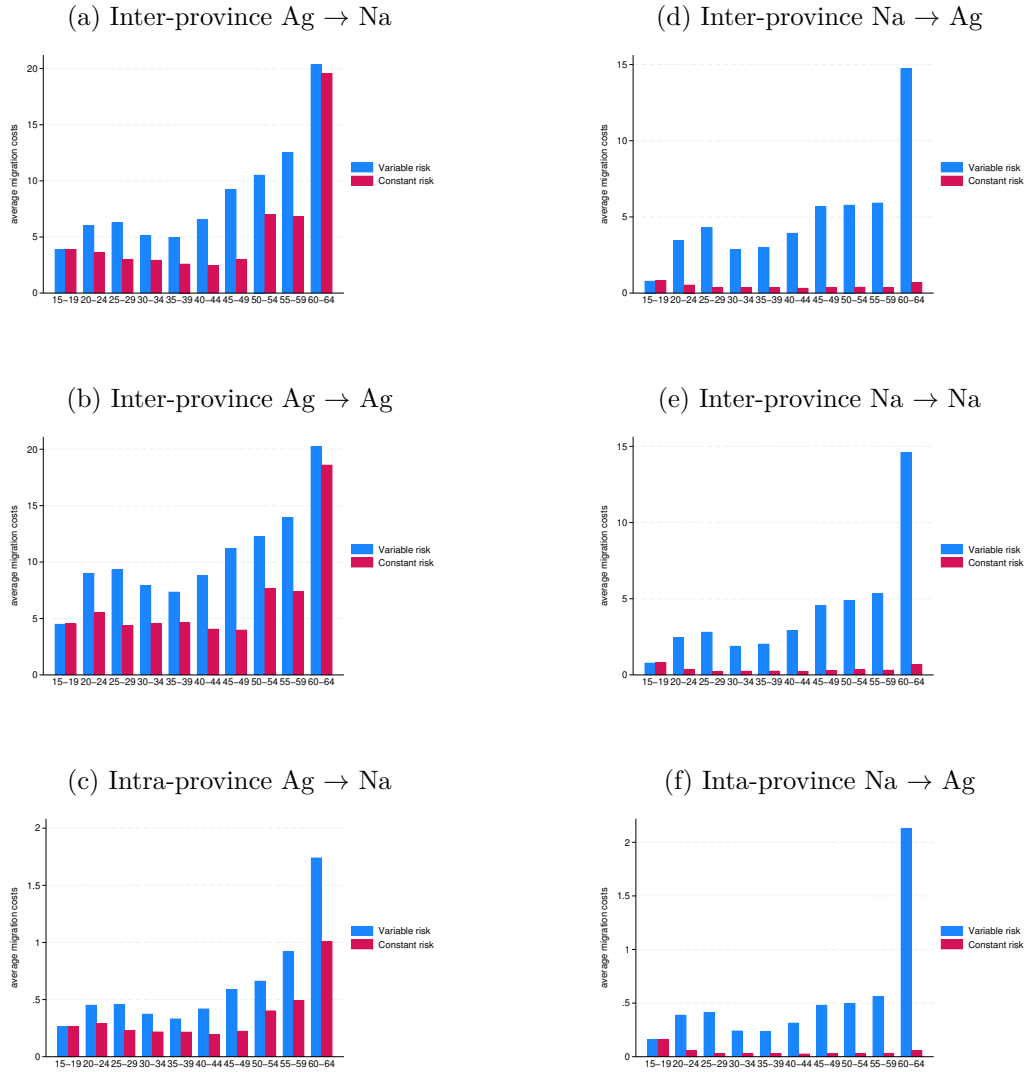 (a) Inter-province Ag → Na
average migration costs
20
15
10
5
0
15–19 20–24 25–29 30–34 35–39 40–44 45–49 50–54 55–59 60–64
Variable risk
Constant risk
(d) Inter-province Na → Ag
average migration costs
15
10
5
0
15–19 20–24 25–29 30–34 35–39 40–44 45–49 50–54 55–59 60–64
Variable risk
Constant risk
(b) Inter-province Ag → Ag
average migration costs
20
15
10
5
0
15–19 20–24 25–29 30–34 35–39 40–44 45–49 50–54 55–59 60–64
Variable risk
Constant risk
(e) Inter-province Na → Na
average migration costs
15
10
5
0
15–19 20–24 25–29 30–34 35–39 40–44 45–49 50–54 55–59 60–64
Variable risk
Constant risk
(c) Intra-province Ag → Na
average migration costs
2
1.5
1
.5
0
15–19 20–24 25–29 30–34 35–39 40–44 45–49 50–54 55–59 60–64
Variable risk
Constant risk
(f) Inta-province Na → Ag
average migration costs
2
1.5
1
.5
0
15–19 20–24 25–29 30–34 35–39 40–44 45–49 50–54 55–59 60–64
Variable risk
Constant risk